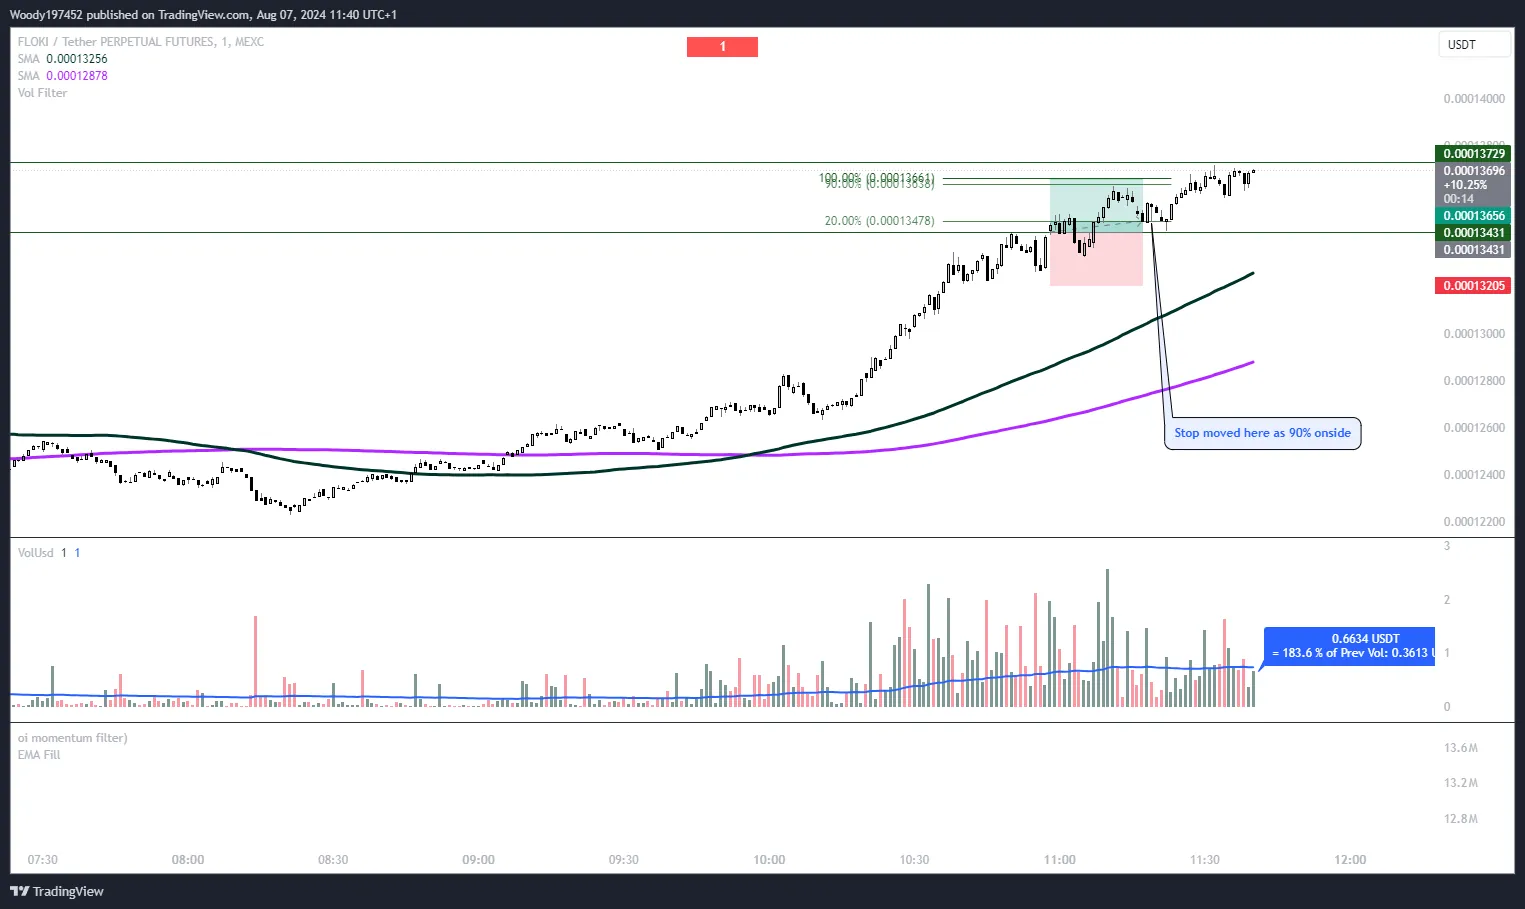 Woody197452 published on TradingView.com, Aug 07, 2024 11:40 UTC+1
FLOKI / Tether PERPETUAL FUTURES, 1, MEXC
SMA 0.00013256
SMA 0.00012878
Vol Filter
1
USDT
0.00014000
0.00013729
0.00013696
+10.25%
00:14
0.00013656
0.00013431
0.00013431
0.00013205
0.00013000
0.00012800
0.00012600
0.00012400
0.00012200
100.00% (0.00013661)
90.00% (0.00013638)
20.00% (0.00013478)
Stop moved here as 90% onside
VolUsd 1 1
3
2
1
0
0.6634 USDT
= 183.6 % of Prev Vol: 0.3613 U
oi momentum filter)
EMA Fill
13.6M
13.2M
12.8M
07:30 08:00 08:30 09:00 09:30 10:00 10:30 11:00 11:30 12:00
TradingView